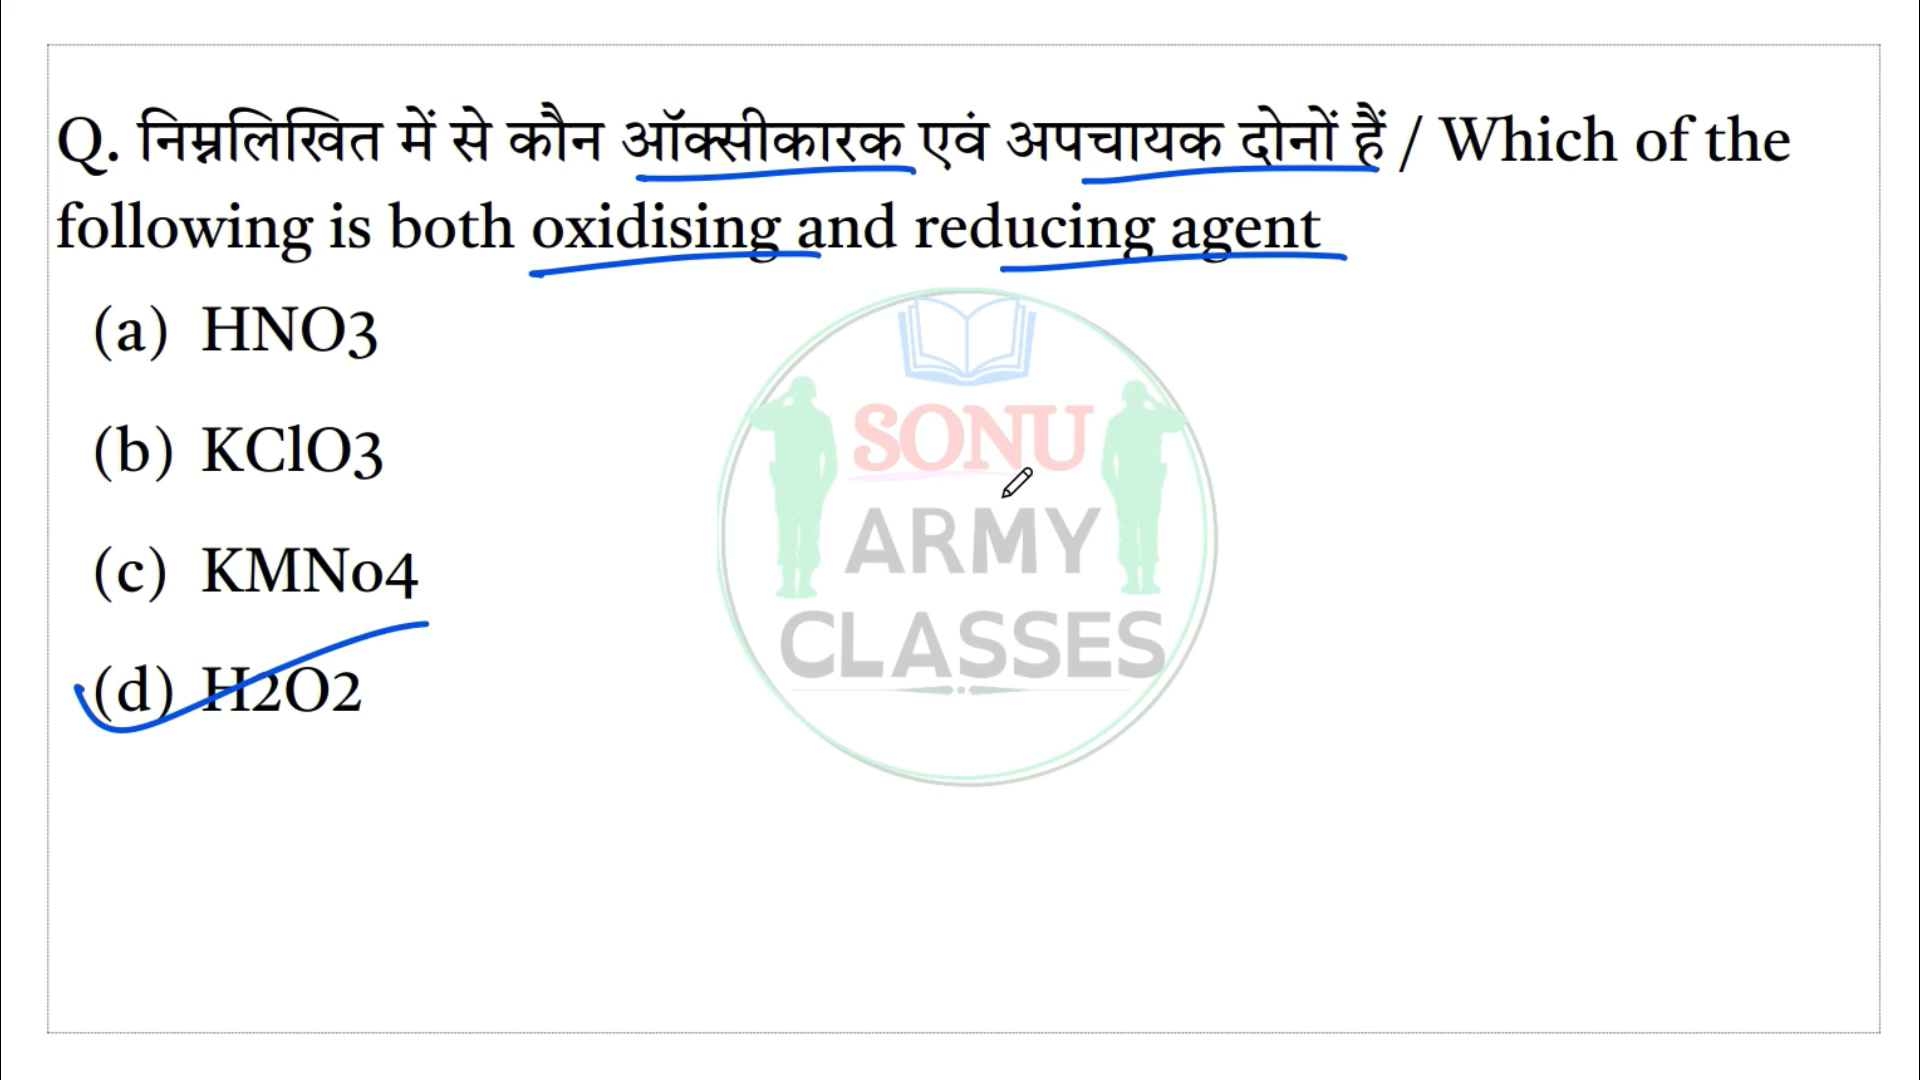 Q. निम्नलिखित में से कौन ऑक्सीकारक एवं अपचायक दोनों हैं / Which of the
following is both oxidising and reducing agent
(a) HNO3
(b) KClO3
(c) KMNo4
(d) H2O2
SONU
ARMY
CLASSES